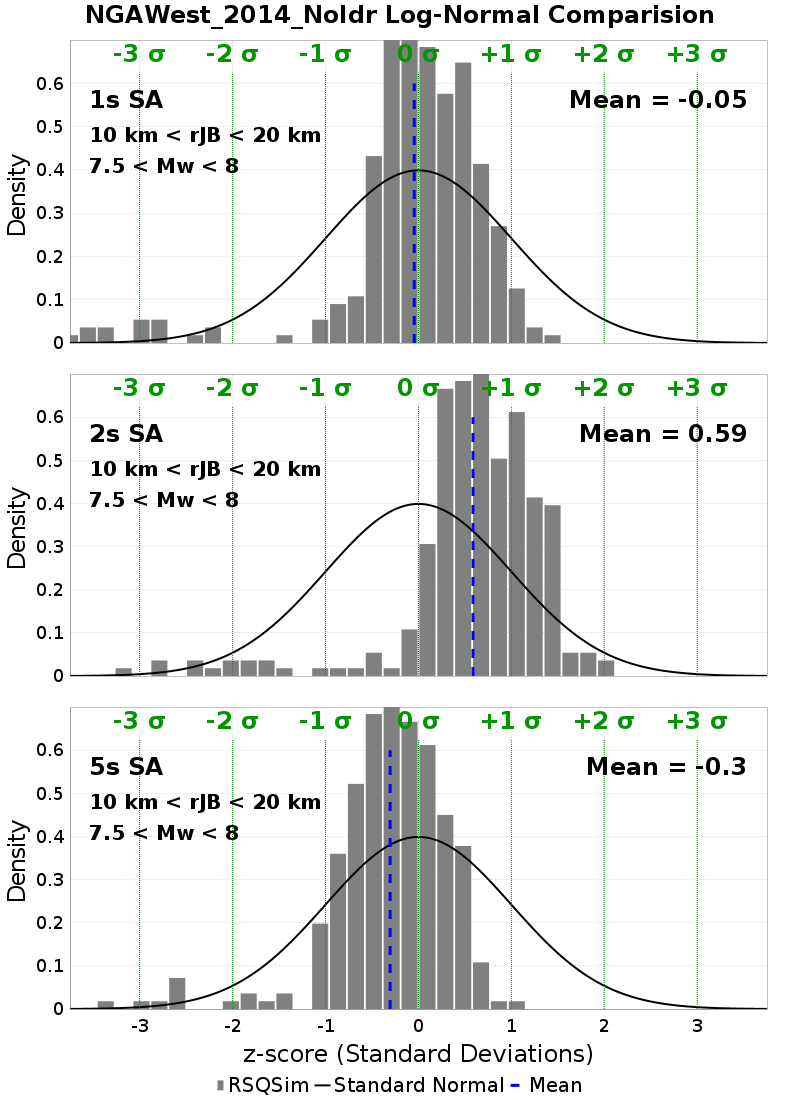 NGAWest_2014_NoIdr Log-Normal Comparision
-3 σ -2 σ -1 σ 0 σ +1 σ +2 σ +3 σ
0.6
1s SA Mean = -0.05
0.5
10 km < rJB < 20 km
7.5 < Mw < 8
0.4
0.3
0.2
0.1
0
Density
-3 σ -2 σ -1 σ 0 σ +1 σ +2 σ +3 σ
0.6
2s SA Mean = 0.59
0.5
10 km < rJB < 20 km
7.5 < Mw < 8
0.4
0.3
0.2
0.1
0
Density
-3 σ -2 σ -1 σ 0 σ +1 σ +2 σ +3 σ
0.6
5s SA Mean = -0.3
0.5
10 km < rJB < 20 km
7.5 < Mw < 8
0.4
0.3
0.2
0.1
0
Density
-3 -2 -1 0 1 2 3
z-score (Standard Deviations)
RSQSim Standard Normal Mean